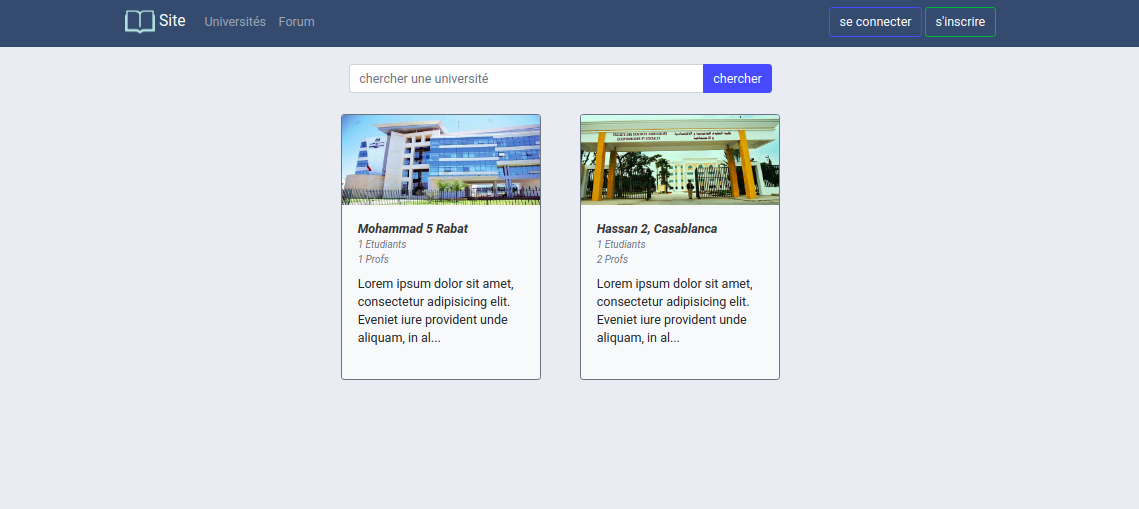 Site
Universités
Forum
se connecter
s'inscrire
chercher une université
chercher
Mohammad 5 Rabat
1 Etudiants
1 Profs
Lorem ipsum dolor sit amet,
consectetur adipisicing elit.
Eveniet iure provident unde
aliquam, in al...
Hassan 2, Casablanca
1 Etudiants
2 Profs
Lorem ipsum dolor sit amet,
consectetur adipisicing elit.
Eveniet iure provident unde
aliquam, in al...